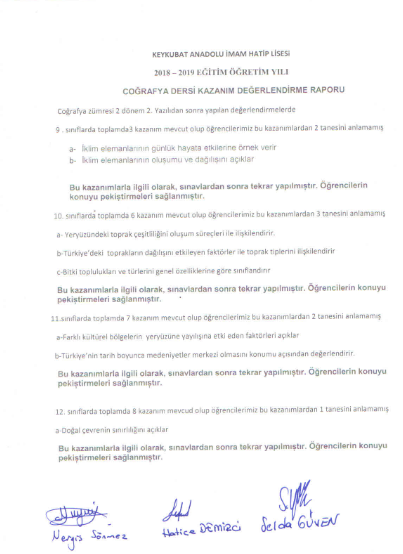 KEYKUBAT ANADOLU İMAM HATİP LİSESİ
2018 – 2019 EĞİTİM ÖĞRETİM YILI
COĞRAFYA DERSİ KAZANIM DEĞERLENDİRME RAPORU
Coğrafya zümresi 2 dönem 2. Yazılıdan sonra yapılan değerlendirmelerde
9 . sınıflarda toplamda3 kazanım mevcut olup öğrencilerimiz bu kazanımlardan 2 tanesini anlamamış
a- İklim elemanlarının günlük hayata etkilerine örnek verir
b- İklim elemanlarının oluşumu ve dağılışını açıklar
Bu kazanımlarla ilgili olarak, sınavlardan sonra tekrar yapılmıştır. Öğrencilerin
konuyu pekiştirmeleri sağlanmıştır.
10. sınıflarda toplamda 6 kazanım mevcut olup öğrencilerimiz bu kazanımlardan 3 tanesini anlamamış
a- Yeryüzündeki toprak çeşitliliğini oluşum süreçleri ile ilişkilendirir.
b-Türkiye'deki toprakların dağılışını etkileyen faktörler ile toprak tiplerini ilişkilendirir
c-Bitki toplulukları ve türlerini genel özelliklerine göre sınıflandırır
Bu kazanımlarla ilgili olarak, sınavlardan sonra tekrar yapılmıştır. Öğrencilerin konuyu
pekiştirmeleri sağlanmıştır.
11.sınıflarda toplamda 7 kazanım mevcut olup öğrencilerimiz bu kazanımlardan 2 tanesini anlamamış
a-Farklı kültürel bölgelerin yeryüzüne yayılışına etki eden faktörleri açıklar
b-Türkiye'nin tarih boyunca medeniyetler merkezi olmasını konumu açısından değerlendirir.
Bu kazanımlarla ilgili olarak, sınavlardan sonra tekrar yapılmıştır. Öğrencilerin konuyu
pekiştirmeleri sağlanmıştır.
12. sınıflarda toplamda 8 kazanım mevcud olup öğrencilerimiz bu kazanımlardan 1 tanesini anlamamış
a-Doğal çevrenin sınırlılığını açıklar
Bu kazanımlarla ilgili olarak, sınavlardan sonra tekrar yapılmıştır. Öğrencilerin konuyu
pekiştirmeleri sağlanmıştır.
Nergis Sönmez Hatice DEMİRCİ Selda GÜVEN